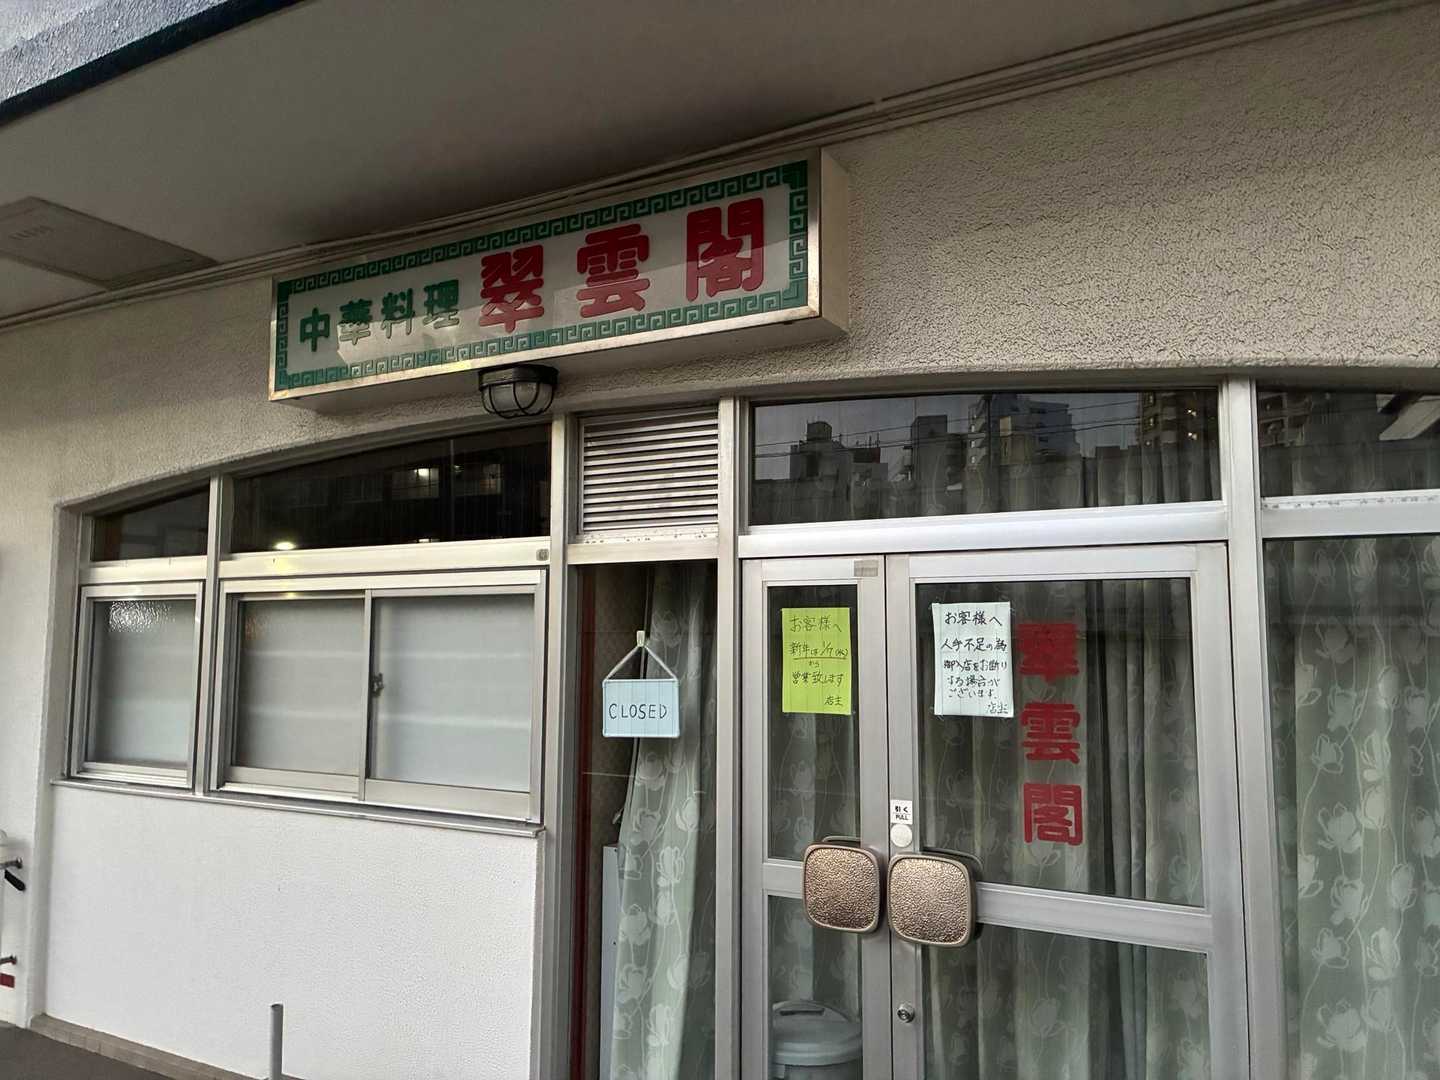 中華料理 翠雲閣
CLOSED
お客様へ
新年は1/7(水)
から
営業致します
店主
お客様へ
人手不足の為
御入店をお断り
する場合が
ございます.
店主
翠雲閣
引く
PULL